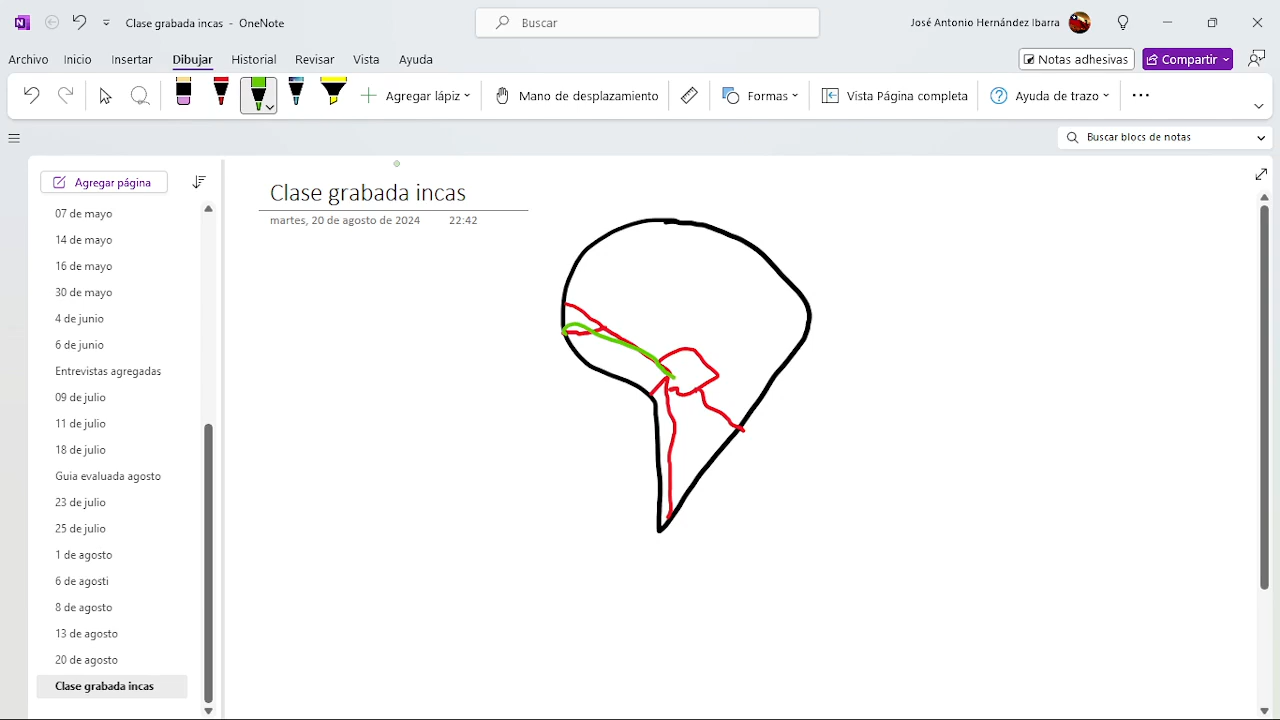 Clase grabada incas - OneNote
Buscar
José Antonio Hernández Ibarra
Archivo Inicio Insertar Dibujar Historial Revisar Vista Ayuda
Notas adhesivas
Compartir
Agregar lápiz
Mano de desplazamiento
Formas
Vista Página completa
Ayuda de trazo
Buscar blocs de notas
Agregar página
07 de mayo
14 de mayo
16 de mayo
30 de mayo
4 de junio
6 de junio
Entrevistas agregadas
9 de julio
11 de julio
18 de julio
Guia evaluada agosto
23 de julio
25 de julio
1 de agosto
6 de agosti
8 de agosto
13 de agosto
20 de agosto
Clase grabada incas
Clase grabada incas
martes, 20 de agosto de 2024 22:42